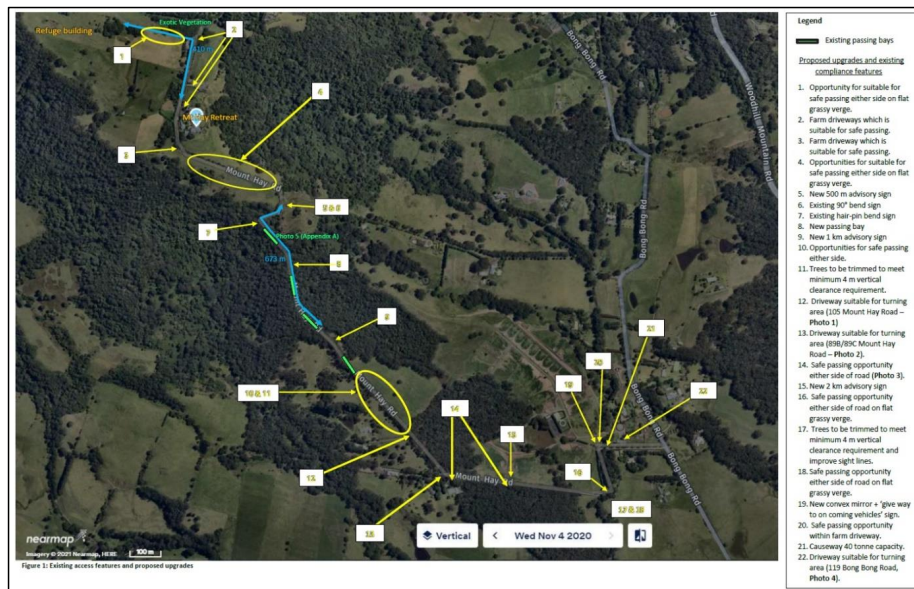 Refuge building
Exotic Vegetation
1
2
410 m
4
3
Mount Hay Rd
5 & 6
7
Photo 5 (Appendix A)
8
673 m
9
10 & 11
Mount-Hay-Rd
12
14
15
13
Mount Hay Rd
Bong-Bong-Rd
Bong-Bong-Rd
Bong-Bong-Rd
Bong-Bong-Rd
21
20
19
22
16
17 & 18
nearmap
Imagery © 2021 Nearmap, HERE
100 m
Vertical
Wed Nov 4 2020
Figure 1: Existing access features and proposed upgrades
Legend
Existing passing bays
Proposed upgrades and existing
compliance features
1. Opportunity for suitable for
safe passing either side on flat
grassy verge.
2. Farm driveways which is
suitable for safe passing.
3. Farm driveway which is
suitable for safe passing.
4. Opportunities for suitable for
safe passing either side on flat
grassy verge.
5. New 500 m advisory sign
6. Existing 90° bend sign
7. Existing hair-pin bend sign
8. New passing bay
9. New 1 km advisory sign
10. Opportunities for safe passing
either side.
11. Trees to be trimmed to meet
minimum 4 m vertical
clearance requirement.
12. Driveway suitable for turning
area (105 Mount Hay Road –
Photo 1)
13. Driveway suitable for turning
area (89B/89C Mount Hay
Road – Photo 2).
14. Safe passing opportunity
either side of road (Photo 3).
15. New 2 km advisory sign
16. Safe passing opportunity
either side of road on flat
grassy verge.
17. Trees to be trimmed to meet
minimum 4 m vertical
clearance requirement and
improve sight lines.
18. Safe passing opportunity
either side of road on flat
grassy verge.
19. New convex mirror + 'give way
to on coming vehicles' sign.
20. Safe passing opportunity
within farm driveway.
21. Causeway 40 tonne capacity.
22. Driveway suitable for turning
area (119 Bong Bong Road,
Photo 4).